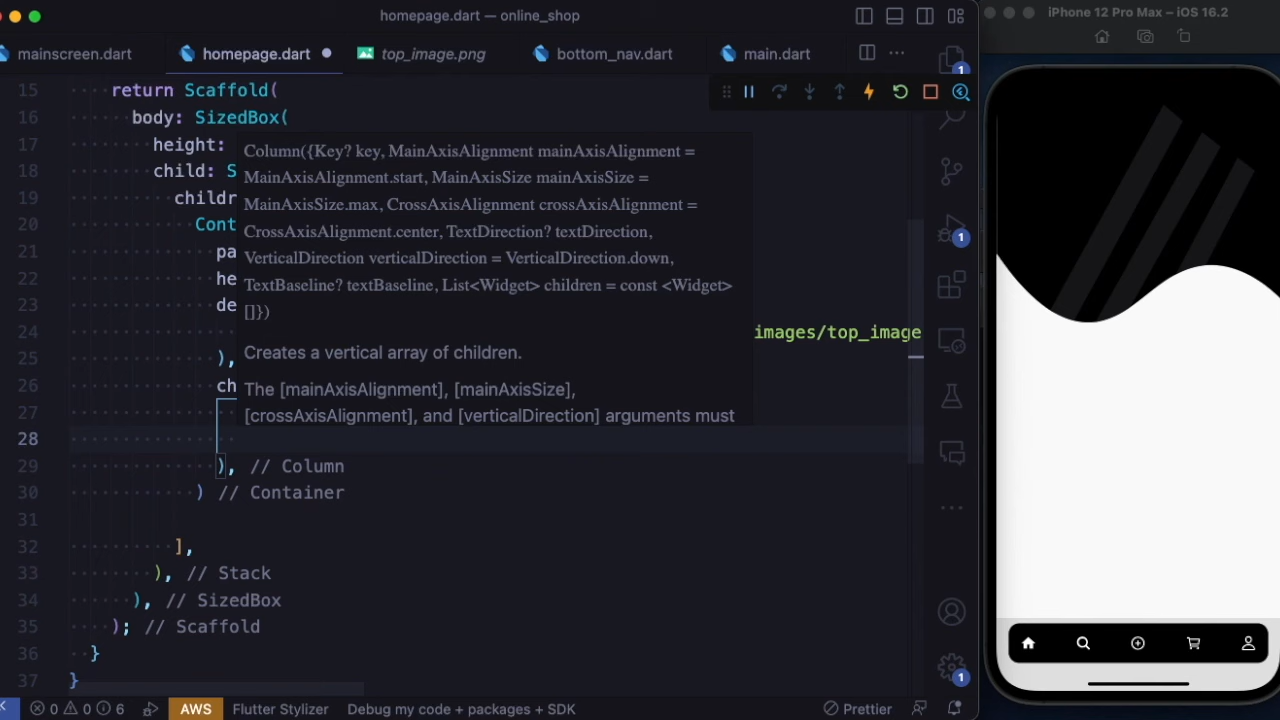 homepage.dart — online_shop
iPhone 12 Pro Max – iOS 16.2
mainscreen.dart
homepage.dart
top_image.png
bottom_nav.dart
main.dart
1
15 return Scaffold(
16 body: SizedBox(
17 height:
18 child: S
19 childr
20 Cont
21 pa
22 he
23 de
24 images/top_image
25 ),
26 ch
27
28
29 ), // Column
30 ) // Container
31
32 ],
33 ), // Stack
34 ), // SizedBox
35 ); // Scaffold
36 }
37 }
Column({Key? key, MainAxisAlignment mainAxisAlignment =
MainAxisAlignment.start, MainAxisSize mainAxisSize =
MainAxisSize.max, CrossAxisAlignment crossAxisAlignment =
CrossAxisAlignment.center, TextDirection? textDirection,
VerticalDirection verticalDirection = VerticalDirection.down,
TextBaseline? textBaseline, List<Widget> children = const <Widget>
[]})
Creates a vertical array of children.
The [mainAxisAlignment], [mainAxisSize],
[crossAxisAlignment], and [verticalDirection] arguments must
1
1
0 0 6 AWS Flutter Stylizer Debug my code + packages + SDK Prettier